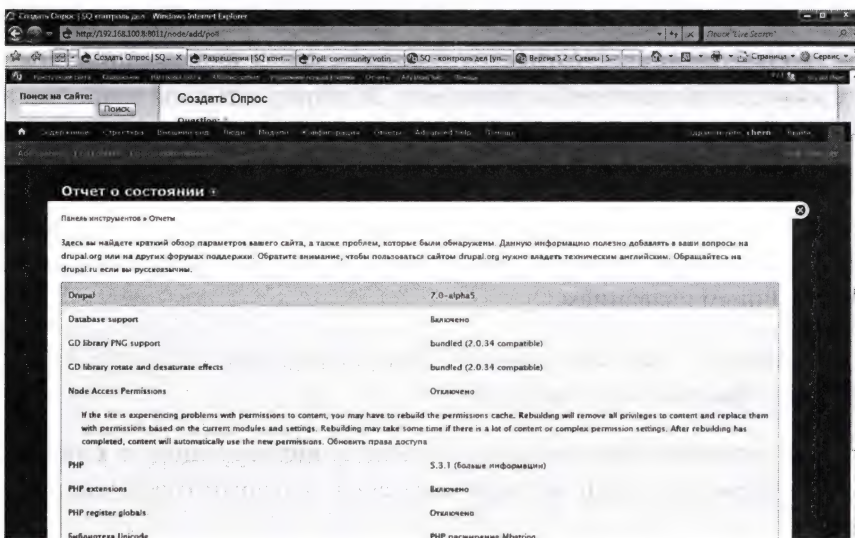 Создать Опрос | SQ контроль дел - Windows Internet Explorer
http://192.168.100.8:8011/node/add/poll
Поиск "Live Search"
Создать Опрос | SQ... X Разрешения | SQ конт... Poll: community votin... SQ - контроль дел (уп... Версия 5.2 - Схемы | S... Страница Сервис
Поиск на сайте:
Поиск
Создать Опрос
Question: *
Содержимое Структура Внешний вид Люди Модули Конфигурация Отчеты Advanced help Помощь chern
Отчет о состоянии
Панель инструментов » Отчеты
Здесь вы найдете краткий обзор параметров вашего сайта, а также проблем, которые были обнаружены. Данную информацию полезно добавлять в ваши вопросы на
drupal.org или на других форумах поддержки. Обратите внимание, чтобы пользоваться сайтом drupal.org нужно владеть техническим английским. Обращайтесь на
drupal.ru если вы русскоязычны.
Drupal 7.0-alpha5
Database support Включено
GD library PNG support bundled (2.0.34 compatible)
GD library rotate and desaturate effects bundled (2.0.34 compatible)
Node Access Permissions Отключено
If the site is experiencing problems with permissions to content, you may have to rebuild the permissions cache. Rebuilding will remove all privileges to content and replace them
with permissions based on the current modules and settings. Rebuilding may take some time if there is a lot of content or complex permission settings. After rebuilding has
completed, content will automatically use the new permissions. Обновить права доступа
PHP 5.3.1 (больше информации)
PHP extensions Включено
PHP register globals Отключено
Библиотека Unicode PHP расширение Mbstring